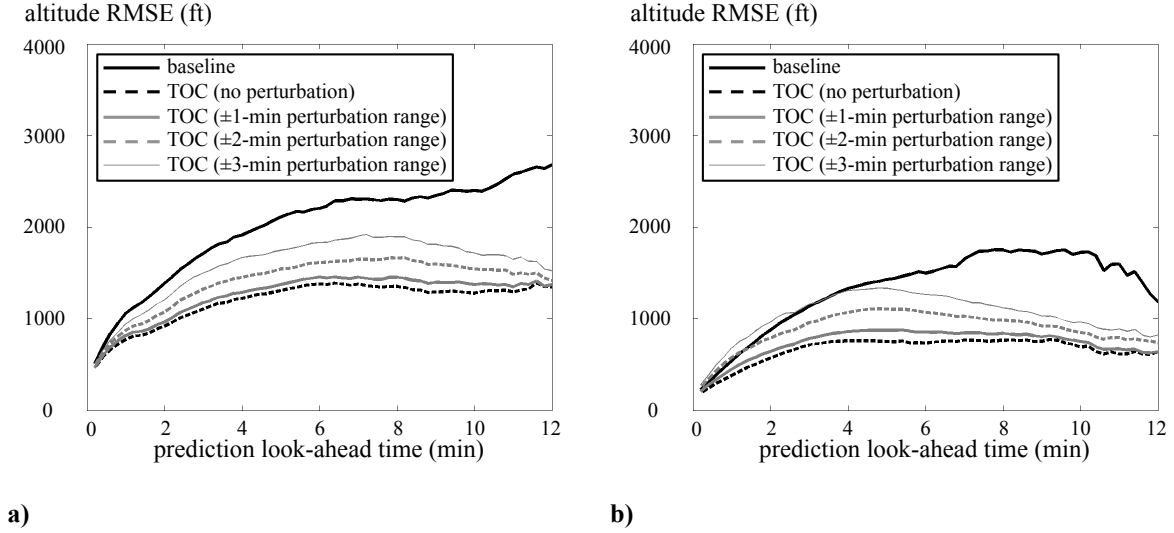 altitude RMSE (ft)
4000
3000
2000
1000
0
baseline
TOC (no perturbation)
TOC (±1-min perturbation range)
TOC (±2-min perturbation range)
TOC (±3-min perturbation range)
0 2 4 6 8 10 12
prediction look-ahead time (min)
a)
altitude RMSE (ft)
4000
3000
2000
1000
0
baseline
TOC (no perturbation)
TOC (±1-min perturbation range)
TOC (±2-min perturbation range)
TOC (±3-min perturbation range)
0 2 4 6 8 10 12
prediction look-ahead time (min)
b)